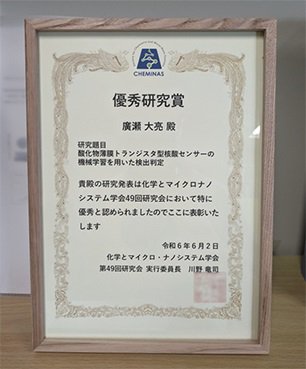 CHEMINAS
優秀研究賞
廣瀬 大亮 殿
研究題目
酸化物薄膜トランジスタ型核酸センサーの
機械学習を用いた検出判定
貴殿の研究発表は化学とマイクロナノ
システム学会49回研究会において特に
優秀と認められましたのでここに表彰いた
します
令和6年6月2日
化学とマイクロ・ナノシステム学会
第49回研究会 実行委員長 川野 竜司